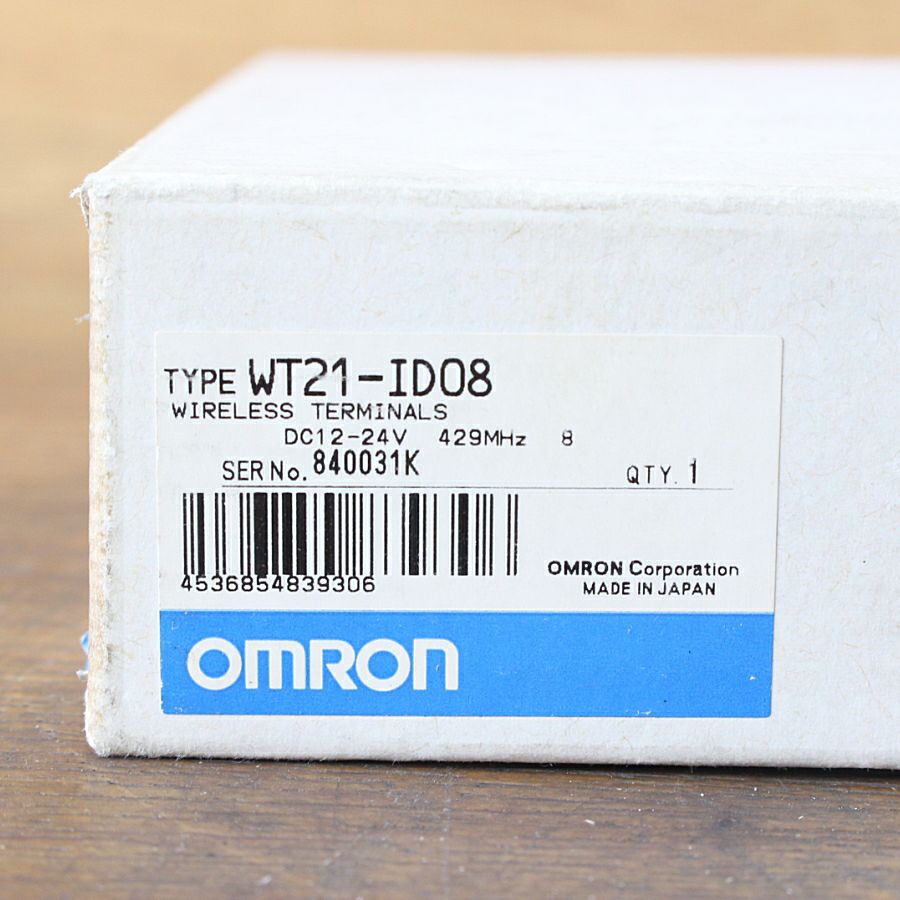 TYPE WT21-ID08
WIRELESS TERMINALS
DC12-24V 429MHz 8
SER No. 840031K QTY. 1
4536854839306
OMRON Corporation
MADE IN JAPAN
OMRON